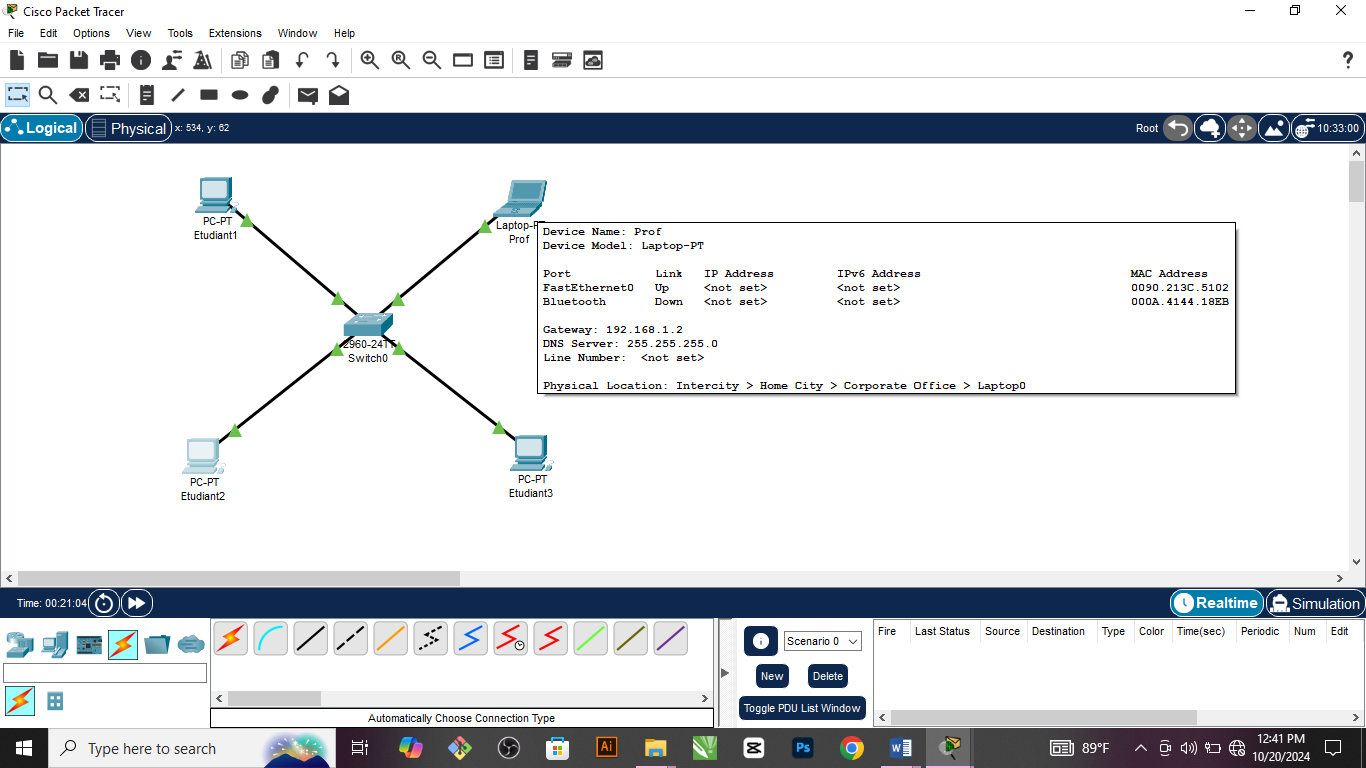 Cisco Packet Tracer
File Edit Options View Tools Extensions Window Help
?
Logical Physical x: 534, y: 62 Root 10:33:00
PC-PT
Etudiant1
Laptop-P
Prof
Device Name: Prof
Device Model: Laptop-PT
Port Link IP Address IPv6 Address MAC Address
FastEthernet0 Up <not set> <not set> 0090.213C.5102
Bluetooth Down <not set> <not set> 000A.4144.18EB
Gateway: 192.168.1.2
DNS Server: 255.255.255.0
Line Number: <not set>
Physical Location: Intercity > Home City > Corporate Office > Laptop0
2960-24TT
Switch0
PC-PT
Etudiant2
PC-PT
Etudiant3
Time: 00:21:04 Realtime Simulation
Scenario 0
New Delete
Toggle PDU List Window
Fire Last Status Source Destination Type Color Time(sec) Periodic Num Edit
Automatically Choose Connection Type
Type here to search
Ai
Ps
89°F
12:41 PM
10/20/2024